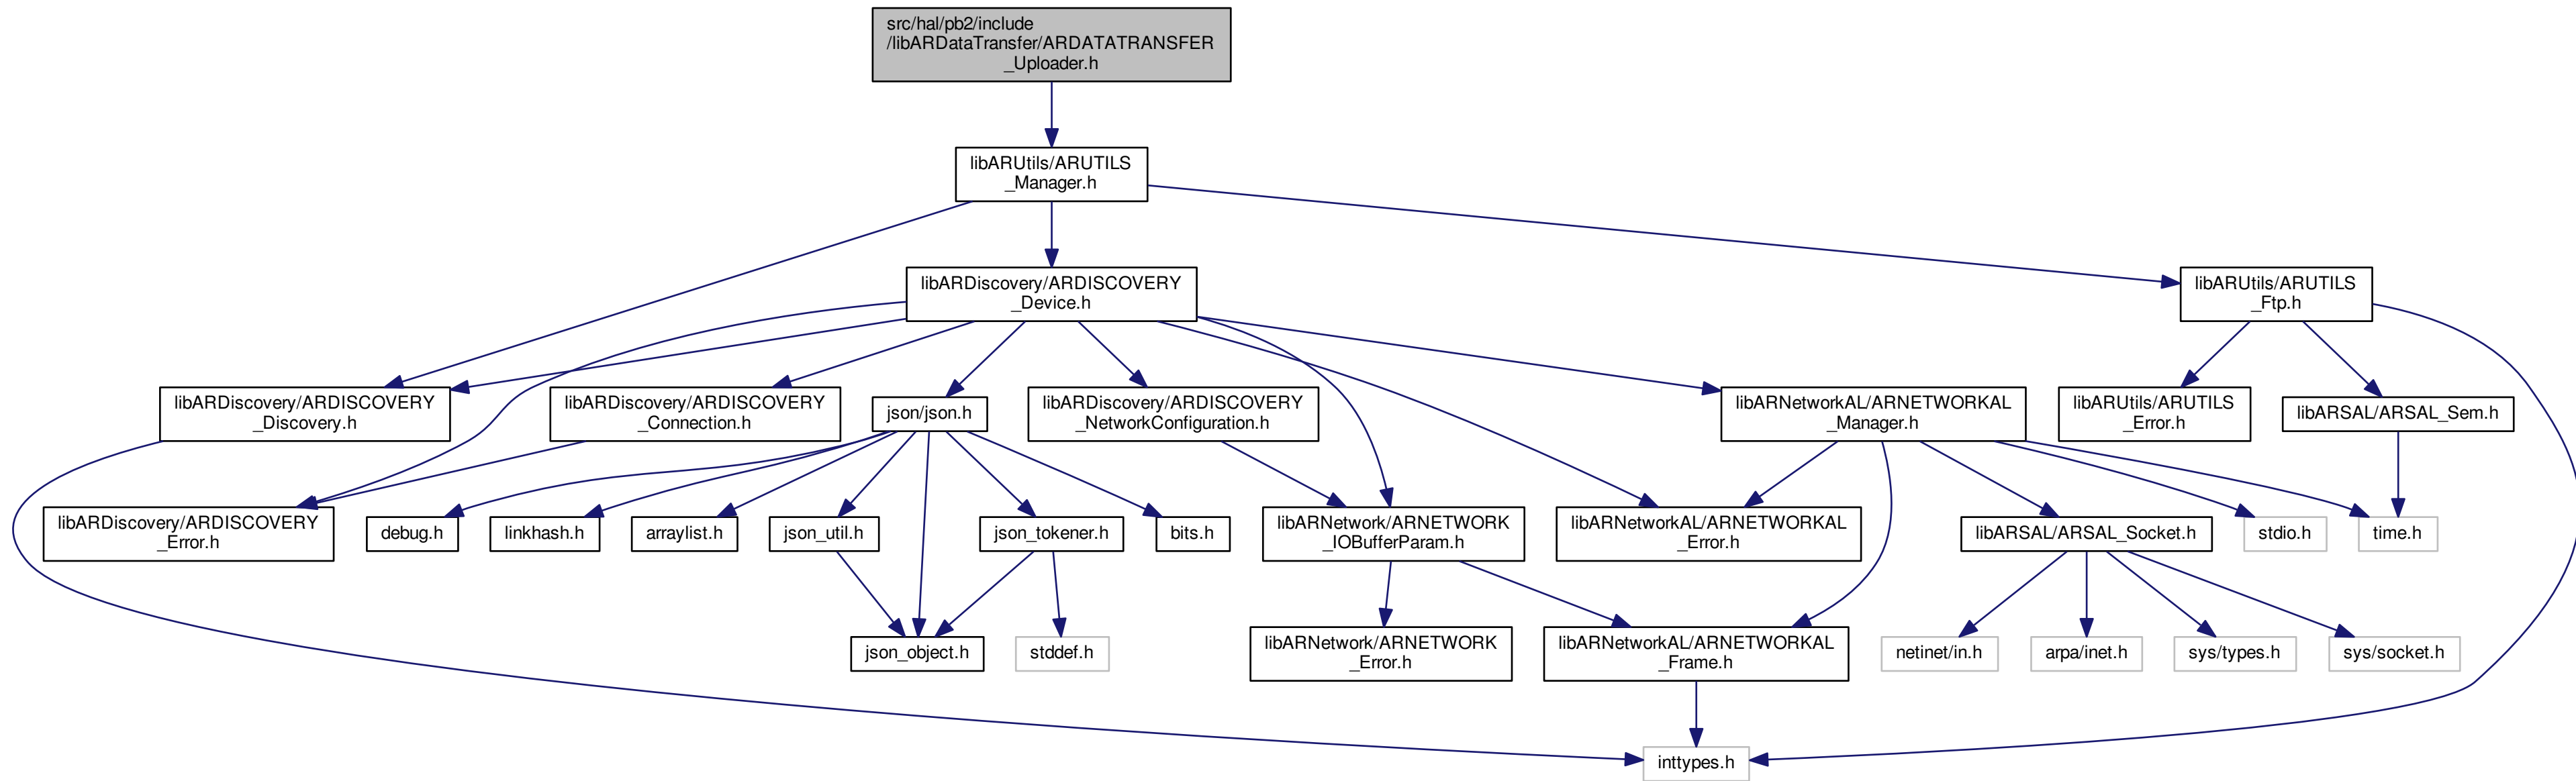 src/hal/pb2/include
/libARDataTransfer/ARDATATRANSFER
_Uploader.h
libARUtils/ARUTILS
_Manager.h
libARDiscovery/ARDISCOVERY
_Device.h
libARUtils/ARUTILS
_Ftp.h
libARDiscovery/ARDISCOVERY
_Discovery.h
libARDiscovery/ARDISCOVERY
_Connection.h
json/json.h
libARDiscovery/ARDISCOVERY
_NetworkConfiguration.h
libARNetworkAL/ARNETWORKAL
_Manager.h
libARUtils/ARUTILS
_Error.h
libARSAL/ARSAL_Sem.h
libARDiscovery/ARDISCOVERY
_Error.h
debug.h
linkhash.h
arraylist.h
json_util.h
json_tokener.h
bits.h
libARNetwork/ARNETWORK
_IOBufferParam.h
libARNetworkAL/ARNETWORKAL
_Error.h
libARSAL/ARSAL_Socket.h
stdio.h
time.h
json_object.h
stddef.h
libARNetwork/ARNETWORK
_Error.h
libARNetworkAL/ARNETWORKAL
_Frame.h
netinet/in.h
arpa/inet.h
sys/types.h
sys/socket.h
inttypes.h